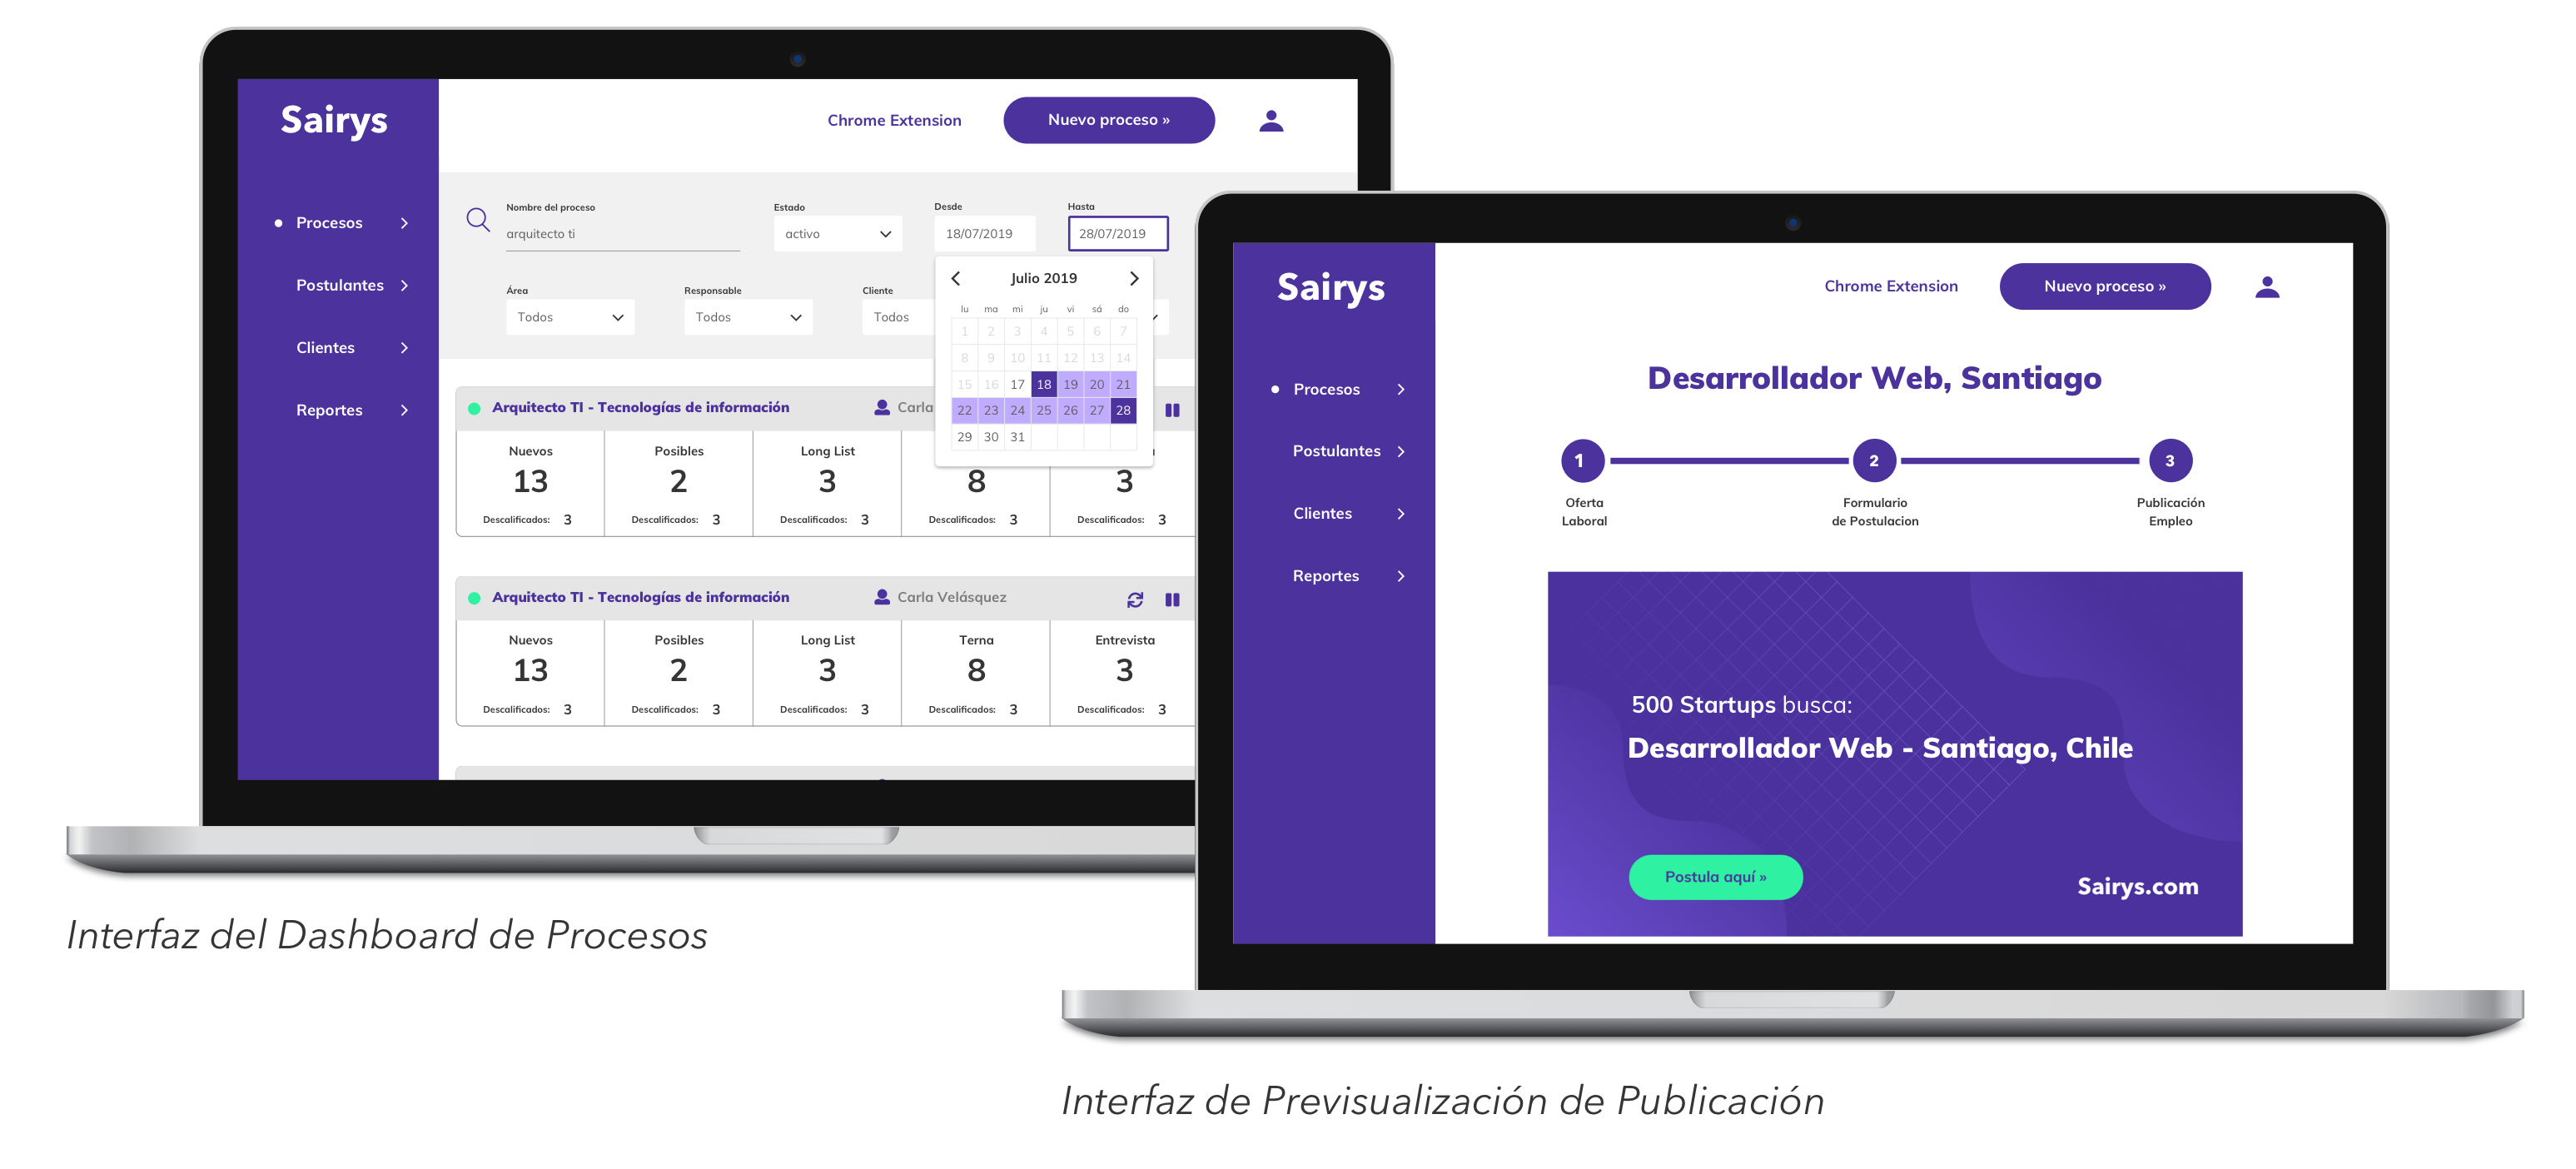 Sairys
Chrome Extension
Nuevo proceso »
Procesos
Postulantes
Clientes
Reportes
Nombre del proceso
arquitecto ti
Estado
activo
Desde
18/07/2019
Hasta
28/07/2019
Área
Todos
Responsable
Todos
Cliente
Todos
Julio 2019
lu ma mi ju vi sá do
1 2 3 4 5 6 7
8 9 10 11 12 13 14
15 16 17 18 19 20 21
22 23 24 25 26 27 28
29 30 31
Arquitecto TI - Tecnologías de información
Carla
Nuevos Posibles Long List
13 2 3 8 3
Descalificados: 3 Descalificados: 3 Descalificados: 3 Descalificados: 3 Descalificados: 3
Arquitecto TI - Tecnologías de información
Carla Velásquez
Nuevos Posibles Long List Terna Entrevista
13 2 3 8 3
Descalificados: 3 Descalificados: 3 Descalificados: 3 Descalificados: 3 Descalificados: 3
Interfaz del Dashboard de Procesos
Sairys
Chrome Extension
Nuevo proceso »
Procesos
Postulantes
Clientes
Reportes
Desarrollador Web, Santiago
1 2 3
Oferta
Laboral
Formulario
de Postulacion
Publicación
Empleo
500 Startups busca:
Desarrollador Web - Santiago, Chile
Postula aquí »
Sairys.com
Interfaz de Previsualización de Publicación